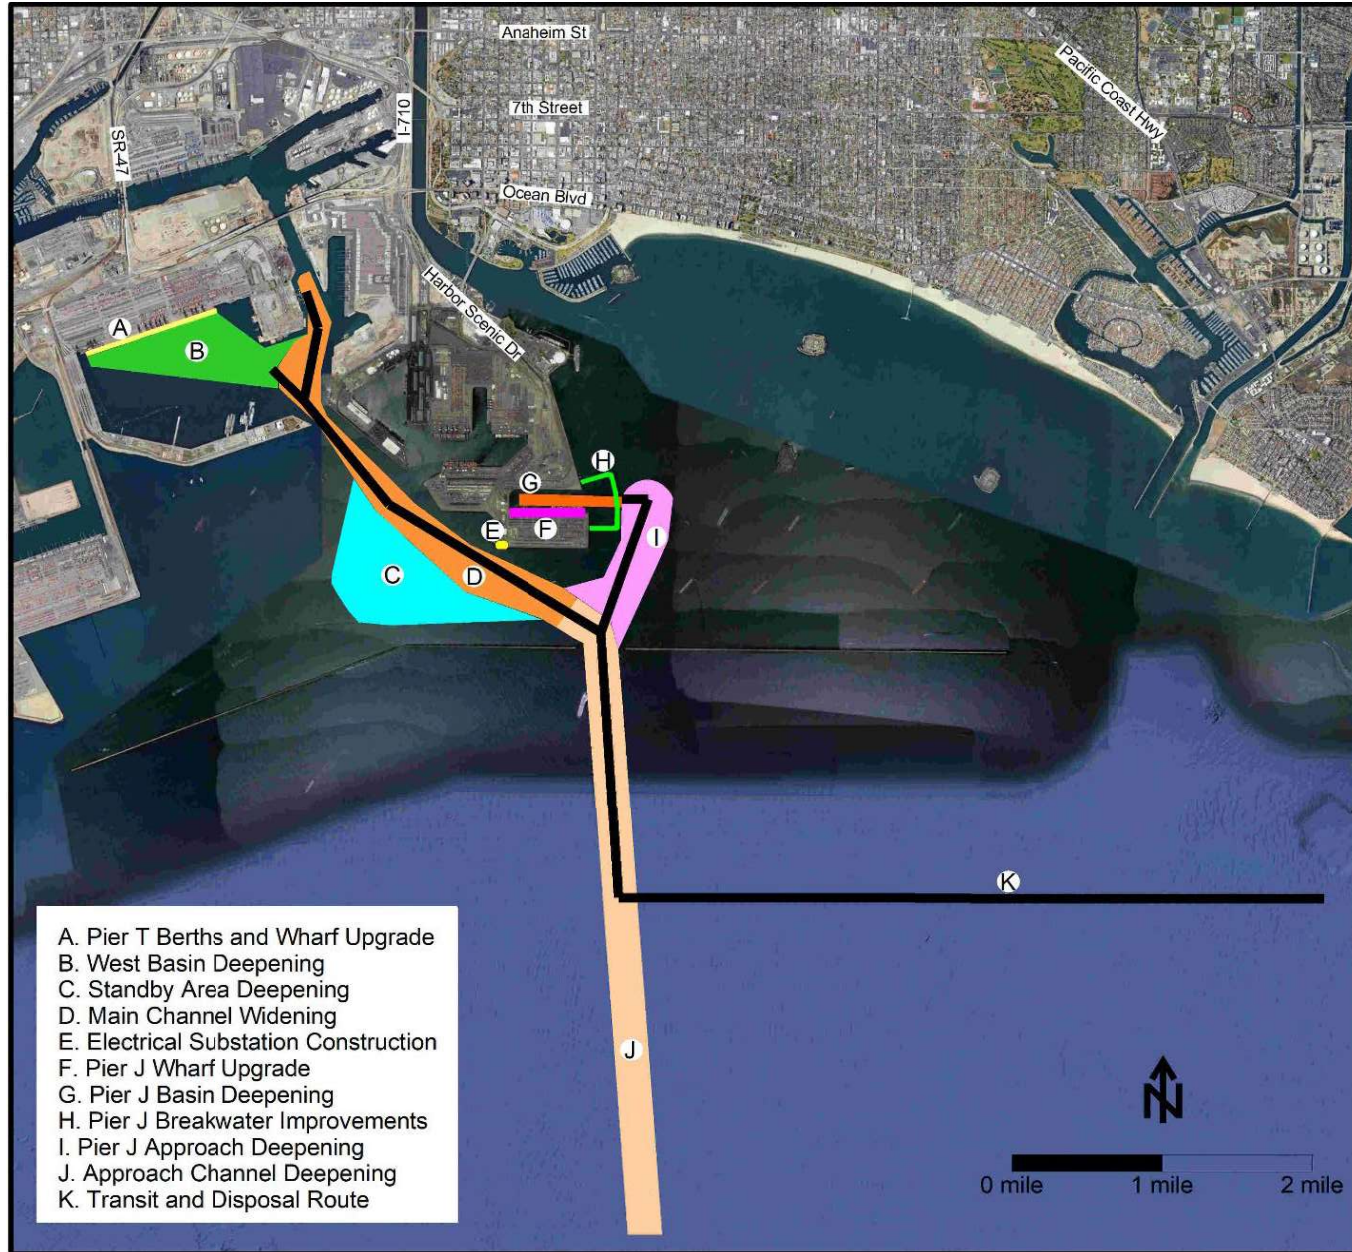 Anaheim St
Pacific Coast Hwy
7th Street
I-710
SR-47
Ocean Blvd
Harbor Scenic Dr
A
B
H
G
F
E
I
C
D
K
J
A. Pier T Berths and Wharf Upgrade
B. West Basin Deepening
C. Standby Area Deepening
D. Main Channel Widening
E. Electrical Substation Construction
F. Pier J Wharf Upgrade
G. Pier J Basin Deepening
H. Pier J Breakwater Improvements
I. Pier J Approach Deepening
J. Approach Channel Deepening
K. Transit and Disposal Route
N
0 mile 1 mile 2 mile